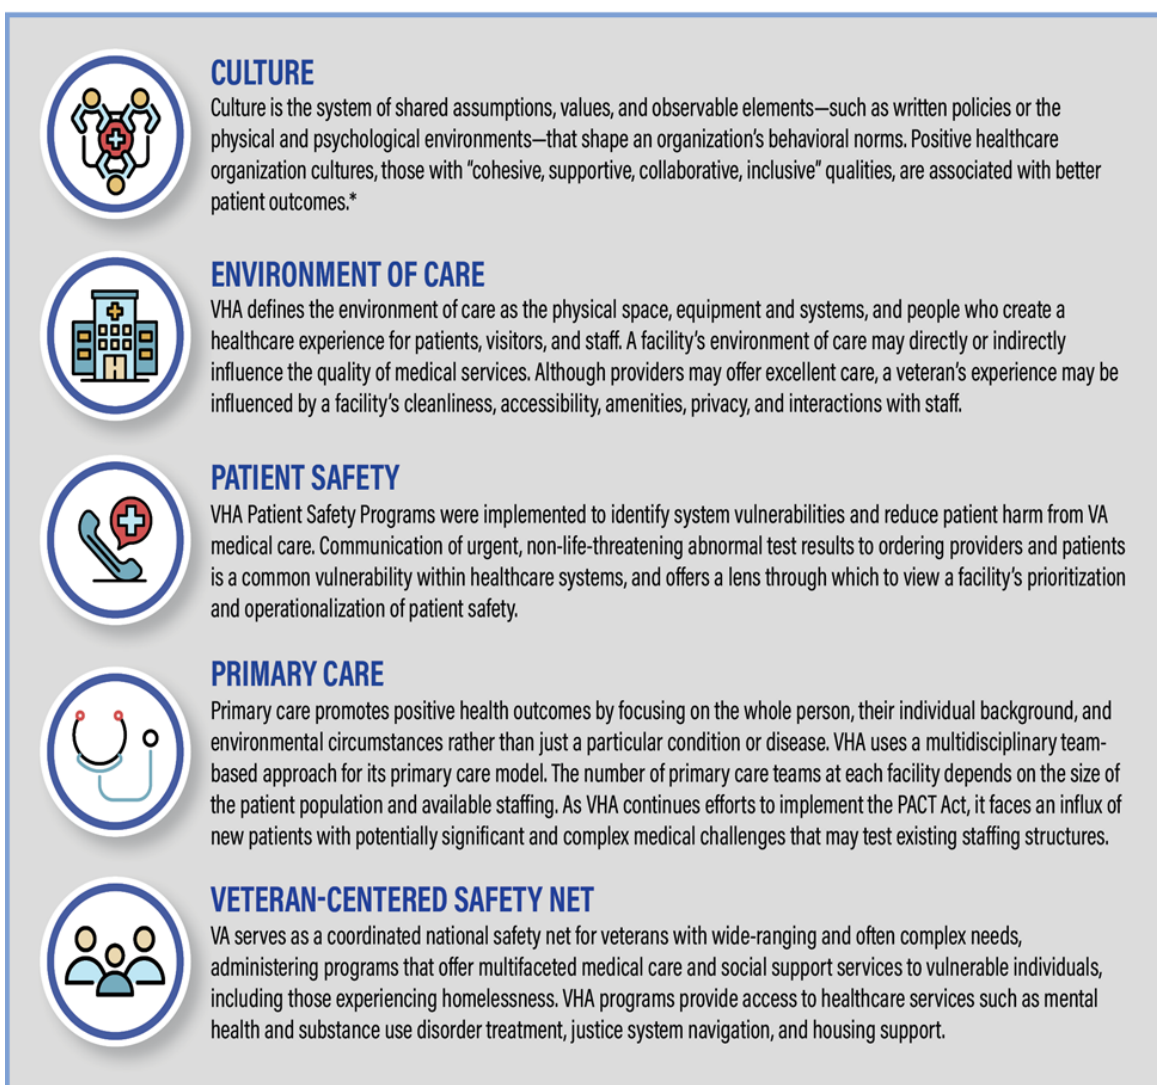 CULTURE
Culture is the system of shared assumptions, values, and observable elements—such as written policies or the
physical and psychological environments—that shape an organization's behavioral norms. Positive healthcare
organization cultures, those with "cohesive, supportive, collaborative, inclusive" qualities, are associated with better
patient outcomes.*
ENVIRONMENT OF CARE
VHA defines the environment of care as the physical space, equipment and systems, and people who create a
healthcare experience for patients, visitors, and staff. A facility's environment of care may directly or indirectly
influence the quality of medical services. Although providers may offer excellent care, a veteran's experience may be
influenced by a facility's cleanliness, accessibility, amenities, privacy, and interactions with staff.
PATIENT SAFETY
VHA Patient Safety Programs were implemented to identify system vulnerabilities and reduce patient harm from VA
medical care. Communication of urgent, non-life-threatening abnormal test results to ordering providers and patients
is a common vulnerability within healthcare systems, and offers a lens through which to view a facility's prioritization
and operationalization of patient safety.
PRIMARY CARE
Primary care promotes positive health outcomes by focusing on the whole person, their individual background, and
environmental circumstances rather than just a particular condition or disease. VHA uses a multidisciplinary team-
based approach for its primary care model. The number of primary care teams at each facility depends on the size of
the patient population and available staffing. As VHA continues efforts to implement the PACT Act, it faces an influx of
new patients with potentially significant and complex medical challenges that may test existing staffing structures.
VETERAN-CENTERED SAFETY NET
VA serves as a coordinated national safety net for veterans with wide-ranging and often complex needs,
administering programs that offer multifaceted medical care and social support services to vulnerable individuals,
including those experiencing homelessness. VHA programs provide access to healthcare services such as mental
health and substance use disorder treatment, justice system navigation, and housing support.